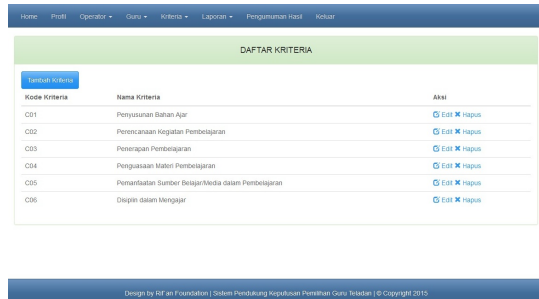 Home Profil Operator Guru Kriteria Laporan Pengumuman Hasil Keluar
DAFTAR KRITERIA
Tambah Kriteria
Kode Kriteria Nama Kriteria Aksi
C01 Penyusunan Bahan Ajar Edit Hapus
C02 Perencanaan Kegiatan Pembelajaran Edit Hapus
C03 Penerapan Pembelajaran Edit Hapus
C04 Penguasaan Materi Pembelajaran Edit Hapus
C05 Pemanfaatan Sumber Belajar/Media dalam Pembelajaran Edit Hapus
C06 Disiplin dalam Mengajar Edit Hapus
Design by Rif'an Foundation | Sistem Pendukung Keputusan Pemilihan Guru Teladan | © Copyright 2015